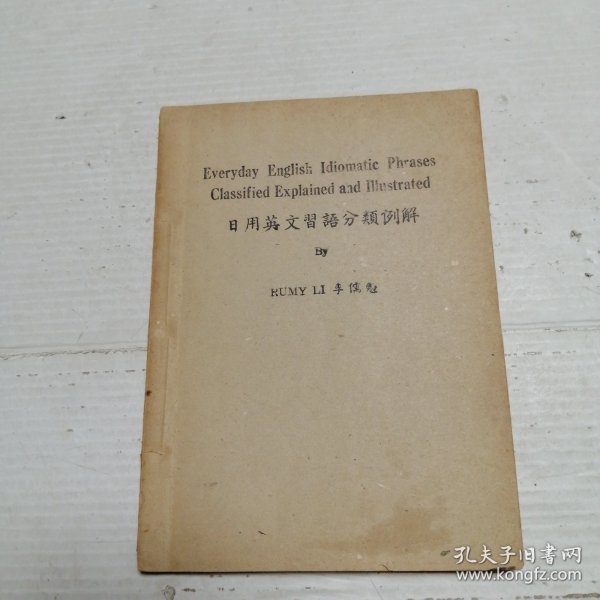 Everyday English Idiomatic Phrases
Classified Explained and Illustrated
日用英文習語分類例解
By
RUMY LI 李儒勉
孔夫子旧书网
www.kongfz.com